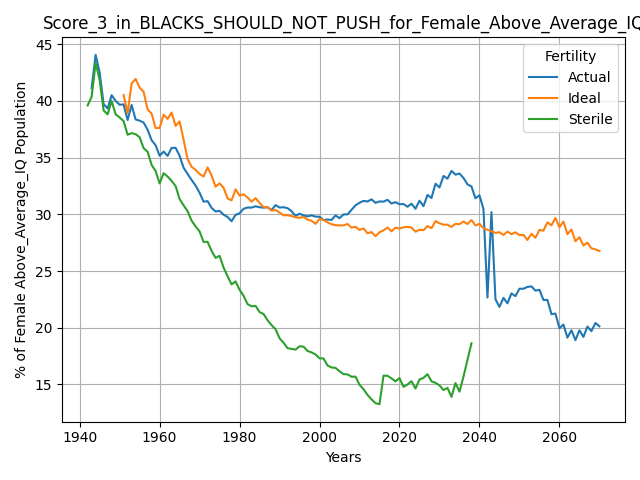 Score_3_in_BLACKS_SHOULD_NOT_PUSH_for_Female_Above_Average_IQ
45
40
35
30
25
20
15
% of Female Above_Average_IQ Population
Fertility
Actual
Ideal
Sterile
1940 1960 1980 2000 2020 2040 2060
Years